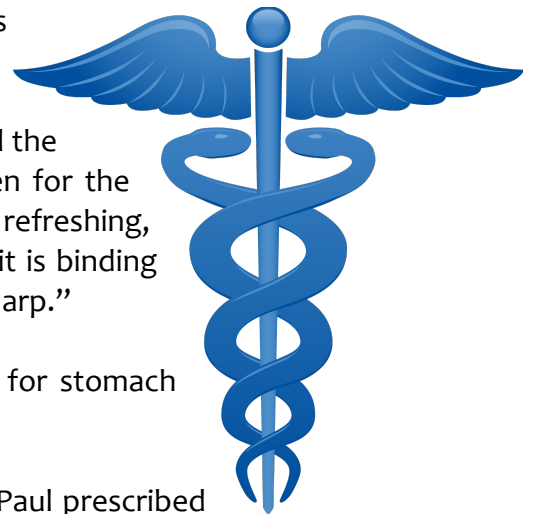 s
the
en for the
refreshing,
it is binding
arp.”
for stomach
Paul prescribed